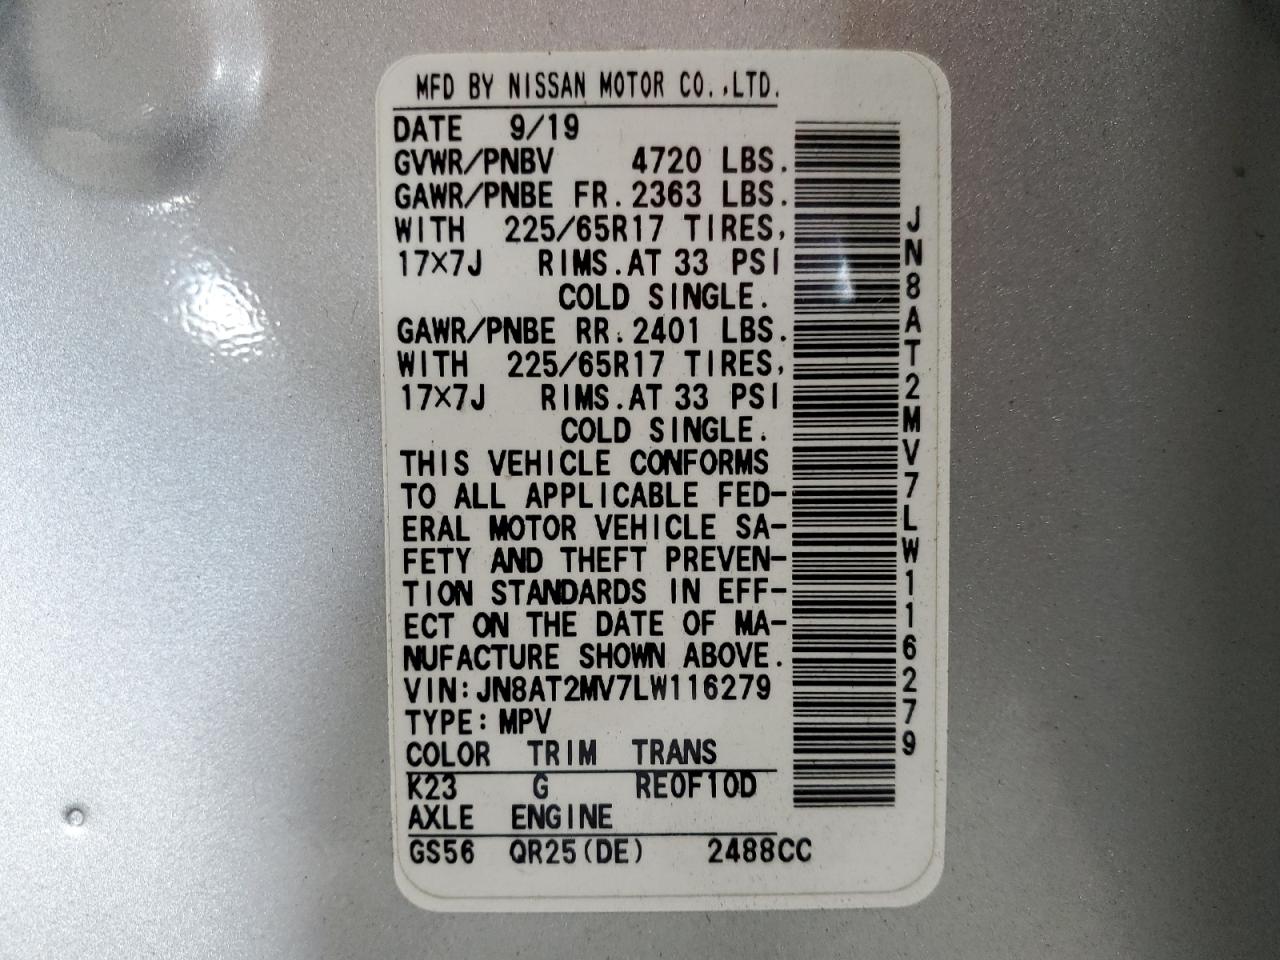 MFD BY NISSAN MOTOR CO.,LTD.
DATE 9/19
GVWR/PNBV 4720 LBS.
GAWR/PNBE FR.2363 LBS.
WITH 225/65R17 TIRES,
17×7J RIMS.AT 33 PSI
COLD SINGLE.
GAWR/PNBE RR.2401 LBS.
WITH 225/65R17 TIRES,
17×7J RIMS.AT 33 PSI
COLD SINGLE.
THIS VEHICLE CONFORMS
TO ALL APPLICABLE FED-
ERAL MOTOR VEHICLE SA-
FETY AND THEFT PREVEN-
TION STANDARDS IN EFF-
ECT ON THE DATE OF MA-
NUFACTURE SHOWN ABOVE.
VIN:JN8AT2MV7LW116279
TYPE:MPV
COLOR TRIM TRANS
K23 G RE0F10D
AXLE ENGINE
GS56 QR25(DE) 2488CC
JN8AT2MV7LW116279